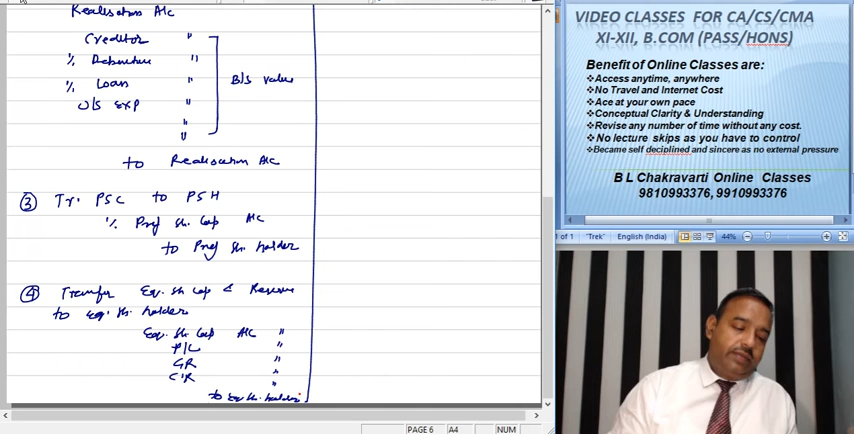 Realisation A/c
Creditor "
% Debenture "
% Loan " B/S value
O/S Exp "
"
"
to Realisation A/c
③ Tr. PSC to PSH
% Pref Sh. Cap A/c
to Pref Sh. holder
④ Transfer Eq. Sh Cap & Reserve
to Eq. Sh. holder
Eq. Sh. Cap A/c "
P/L "
GR "
CR "
to Eq Sh. holder
PAGE 6 A4 NUM
VIDEO CLASSES FOR CA/CS/CMA
XI-XII, B.COM (PASS/HONS)
Benefit of Online Classes are:
❖Access anytime, anywhere
❖No Travel and Internet Cost
❖Ace at your own pace
❖Conceptual Clarity & Understanding
❖Revise any number of time without any cost.
❖No lecture skips as you have to control
❖Became self deciplined and sincere as no external pressure
B L Chakravarti Online Classes
9810993376, 9910993376
of 1 "Trek" English (India) 44%